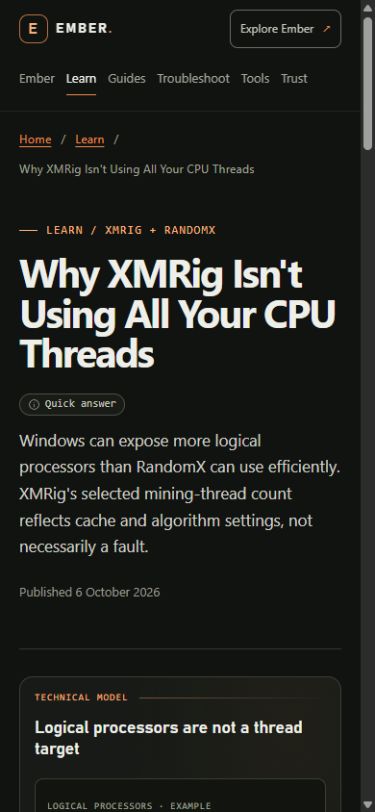 E EMBER.
Explore Ember ↗
Ember Learn Guides Troubleshoot Tools Trust
Home / Learn /
Why XMRig Isn't Using All Your CPU Threads
LEARN / XMRIG + RANDOMX
Why XMRig Isn't
Using All Your CPU
Threads
Quick answer
Windows can expose more logical
processors than RandomX can use efficiently.
XMRig's selected mining-thread count
reflects cache and algorithm settings, not
necessarily a fault.
Published 6 October 2026
TECHNICAL MODEL
Logical processors are not a thread
target
LOGICAL PROCESSORS · EXAMPLE